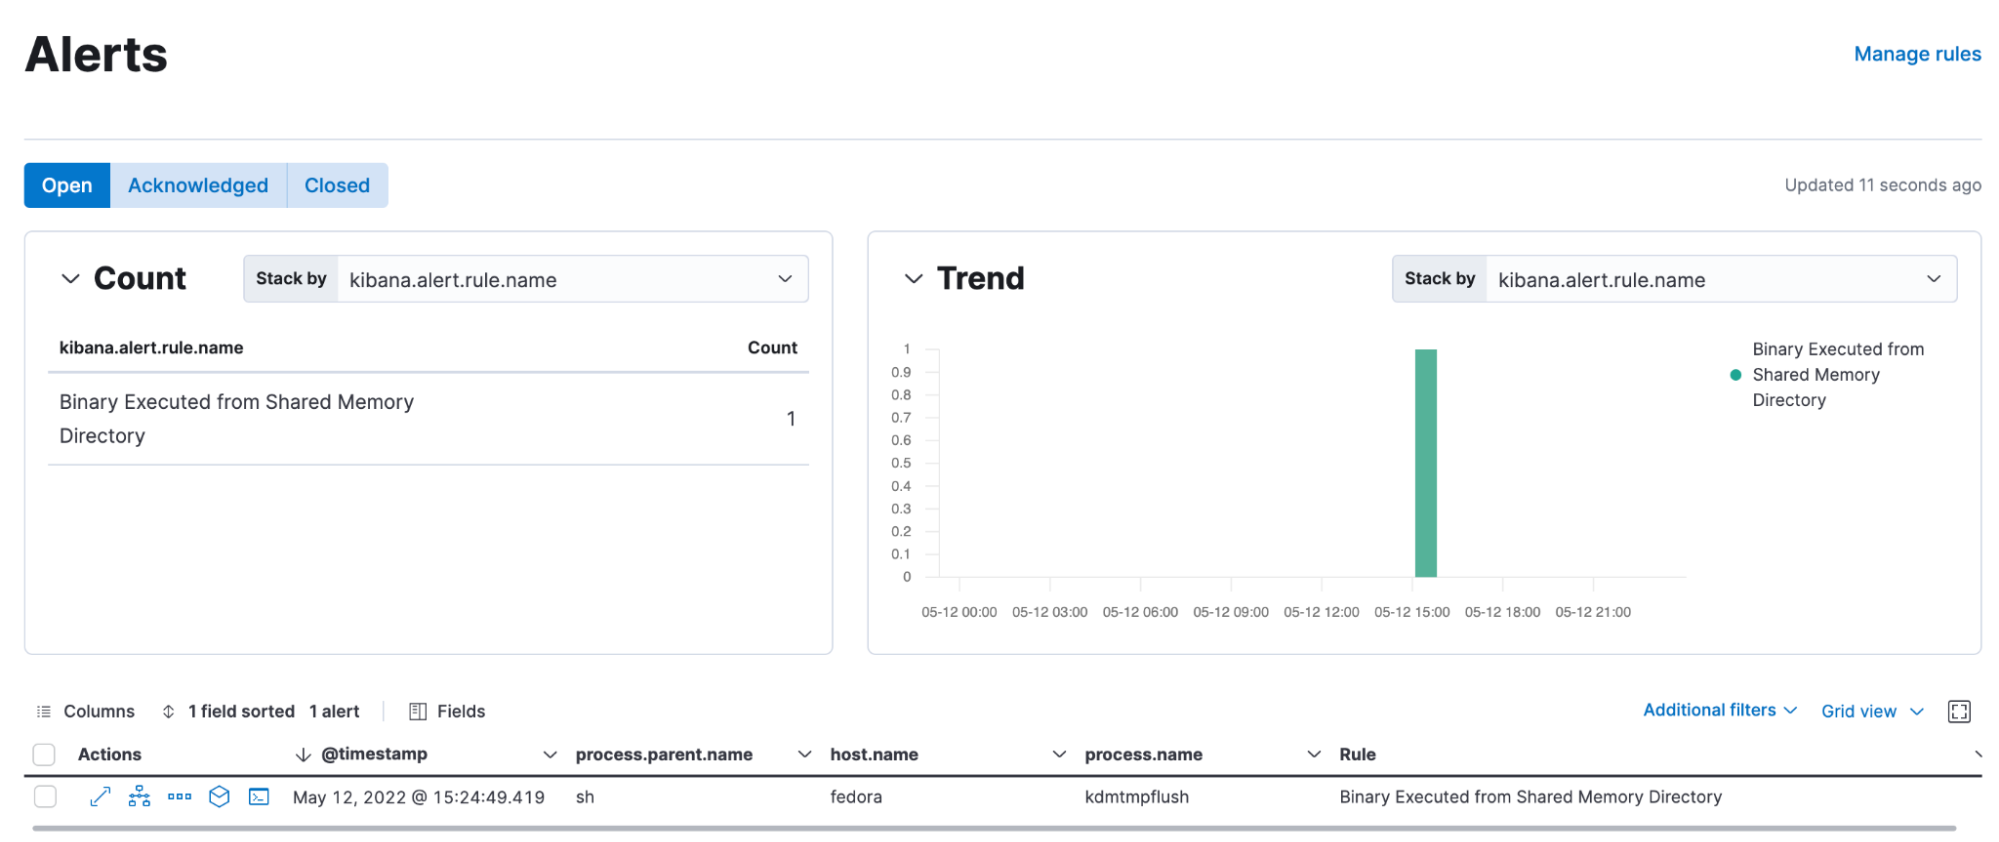 Alerts
Manage rules
Open Acknowledged Closed
Updated 11 seconds ago
Count
Stack by kibana.alert.rule.name
kibana.alert.rule.name Count
Binary Executed from Shared Memory
Directory
1
Trend
Stack by kibana.alert.rule.name
1
0.9
0.8
0.7
0.6
0.5
0.4
0.3
0.2
0.1
0
05-12 00:00 05-12 03:00 05-12 06:00 05-12 09:00 05-12 12:00 05-12 15:00 05-12 18:00 05-12 21:00
Binary Executed from
Shared Memory
Directory
Columns 1 field sorted 1 alert Fields
Additional filters Grid view
Actions @timestamp process.parent.name host.name process.name Rule
May 12, 2022 @ 15:24:49.419 sh fedora kdmtmpflush Binary Executed from Shared Memory Directory